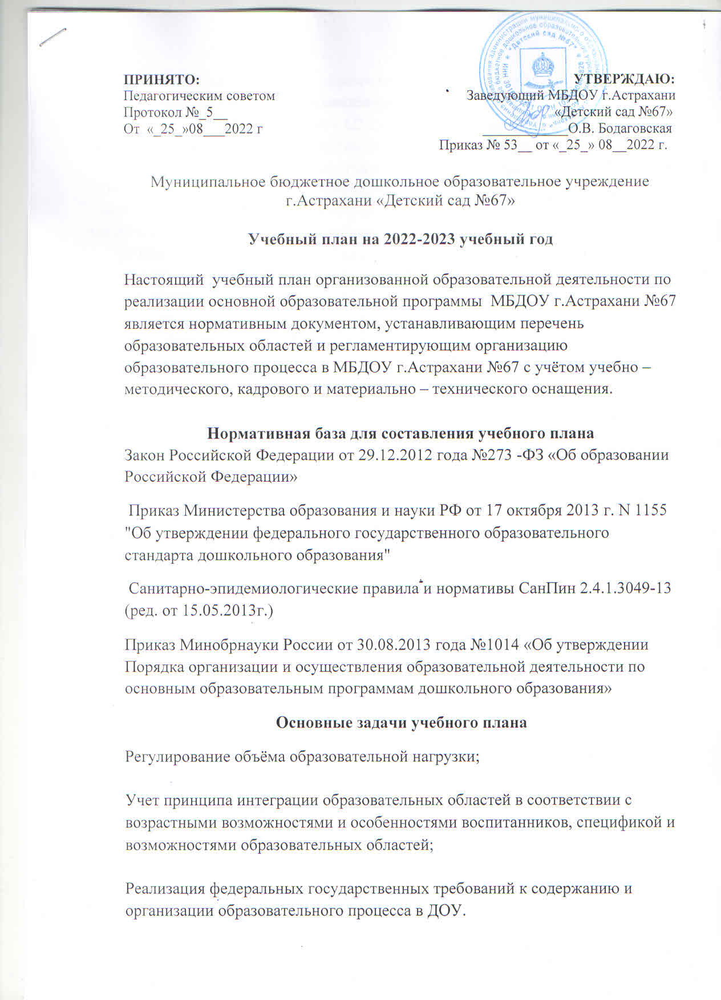 ПРИНЯТО:
УТВЕРЖДАЮ:
Педагогическим советом
Заведующий МБДОУ г.Астрахани
Протокол №_5__
«Детский сад №67»
От «_25_»08___2022 г
____________О.В. Бодаговская
Приказ № 53__ от «_25_» 08__2022 г.
Муниципальное бюджетное дошкольное образовательное учреждение
г.Астрахани «Детский сад №67»
Учебный план на 2022-2023 учебный год
Настоящий учебный план организованной образовательной деятельности по
реализации основной образовательной программы МБДОУ г.Астрахани №67
является нормативным документом, устанавливающим перечень
образовательных областей и регламентирующим организацию
образовательного процесса в МБДОУ г.Астрахани №67 с учётом учебно –
методического, кадрового и материально – технического оснащения.
Нормативная база для составления учебного плана
Закон Российской Федерации от 29.12.2012 года №273 -ФЗ «Об образовании
Российской Федерации»
Приказ Министерства образования и науки РФ от 17 октября 2013 г. N 1155
"Об утверждении федерального государственного образовательного
стандарта дошкольного образования"
Санитарно-эпидемиологические правила и нормативы СанПин 2.4.1.3049-13
(ред. от 15.05.2013г.)
Приказ Минобрнауки России от 30.08.2013 года №1014 «Об утверждении
Порядка организации и осуществления образовательной деятельности по
основным образовательным программам дошкольного образования»
Основные задачи учебного плана
Регулирование объёма образовательной нагрузки;
Учет принципа интеграции образовательных областей в соответствии с
возрастными возможностями и особенностями воспитанников, спецификой и
возможностями образовательных областей;
Реализация федеральных государственных требований к содержанию и
организации образовательного процесса в ДОУ.